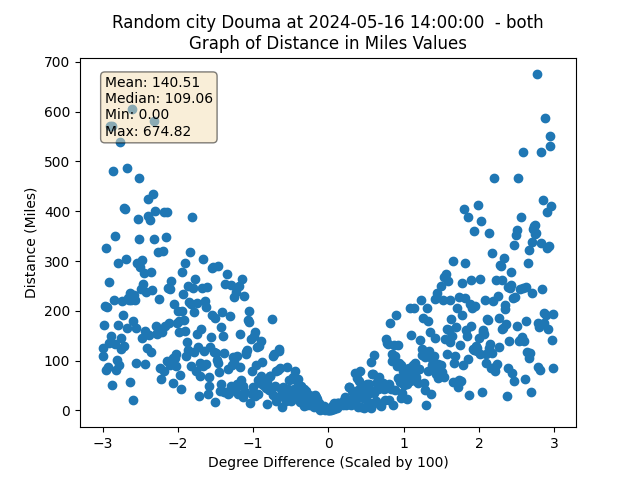 Random city Douma at 2024-05-16 14:00:00  - both
Graph of Distance in Miles Values
Mean: 140.51
Median: 109.06
Min: 0.00
Max: 674.82
Distance (Miles)
700
600
500
400
300
200
100
0
−3
−2
−1
0
1
2
3
Degree Difference (Scaled by 100)